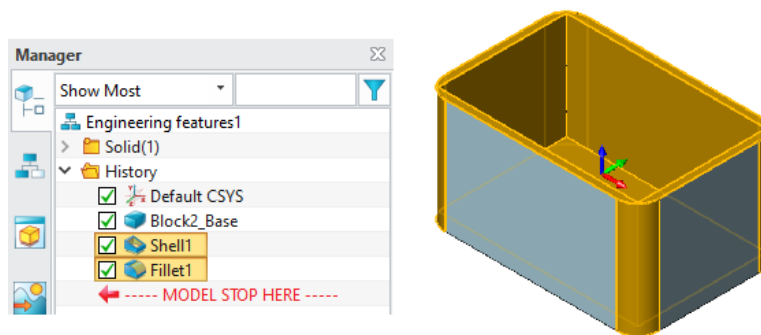 Manager
Show Most
Engineering features1
Solid(1)
History
Default CSYS
Block2_Base
Shell1
Fillet1
----- MODEL STOP HERE -----